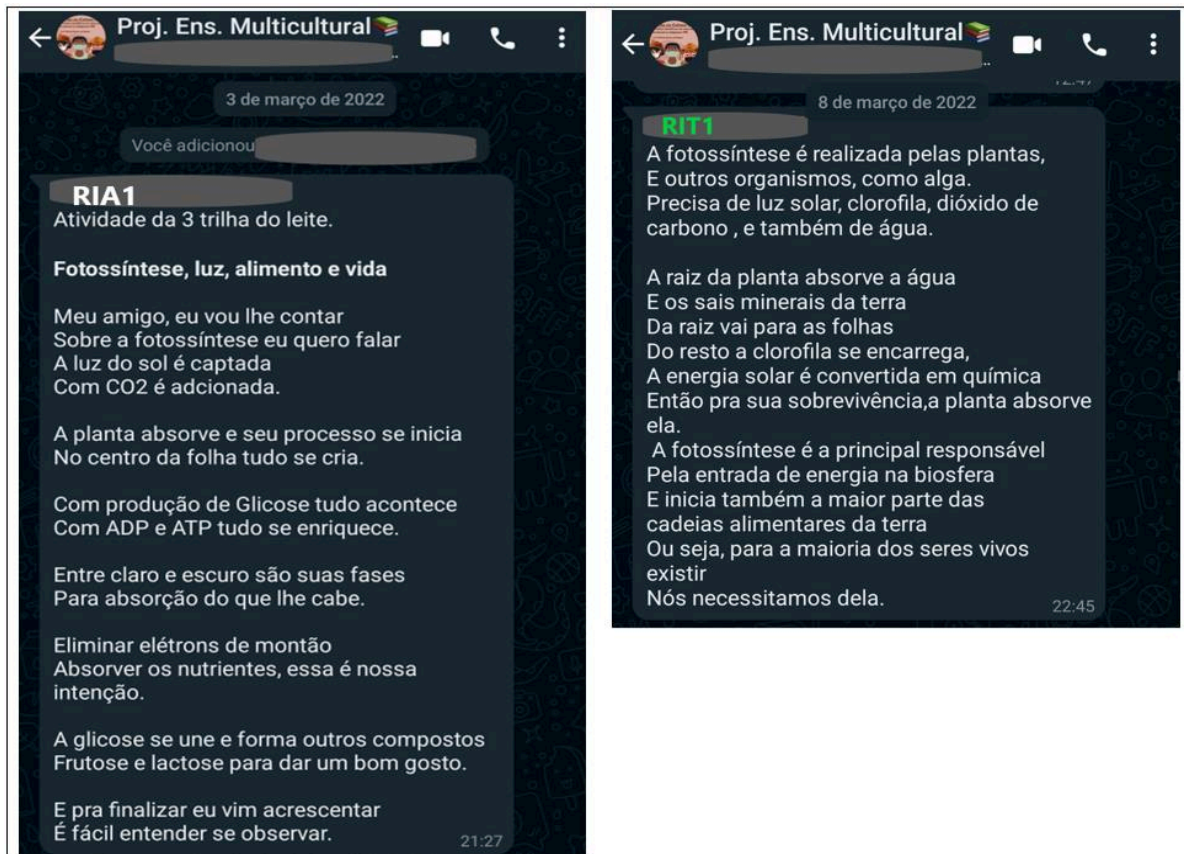 Proj. Ens. Multicultural
3 de março de 2022
Você adicionou
RIA1
Atividade da 3 trilha do leite.
Fotossíntese, luz, alimento e vida
Meu amigo, eu vou lhe contar
Sobre a fotossíntese eu quero falar
A luz do sol é captada
Com CO2 é adcionada.
A planta absorve e seu processo se inicia
No centro da folha tudo se cria.
Com produção de Glicose tudo acontece
Com ADP e ATP tudo se enriquece.
Entre claro e escuro são suas fases
Para absorção do que lhe cabe.
Eliminar elétrons de montão
Absorver os nutrientes, essa é nossa
intenção.
A glicose se une e forma outros compostos
Frutose e lactose para dar um bom gosto.
E pra finalizar eu vim acrescentar
É fácil entender se observar.
21:27
Proj. Ens. Multicultural
8 de março de 2022
RIT1
A fotossíntese é realizada pelas plantas,
E outros organismos, como alga.
Precisa de luz solar, clorofila, dióxido de
carbono , e também de água.
A raiz da planta absorve a água
E os sais minerais da terra
Da raiz vai para as folhas
Do resto a clorofila se encarrega,
A energia solar é convertida em química
Então pra sua sobrevivência,a planta absorve
ela.
A fotossíntese é a principal responsável
Pela entrada de energia na biosfera
E inicia também a maior parte das
cadeias alimentares da terra
Ou seja, para a maioria dos seres vivos
existir
Nós necessitamos dela.
22:45